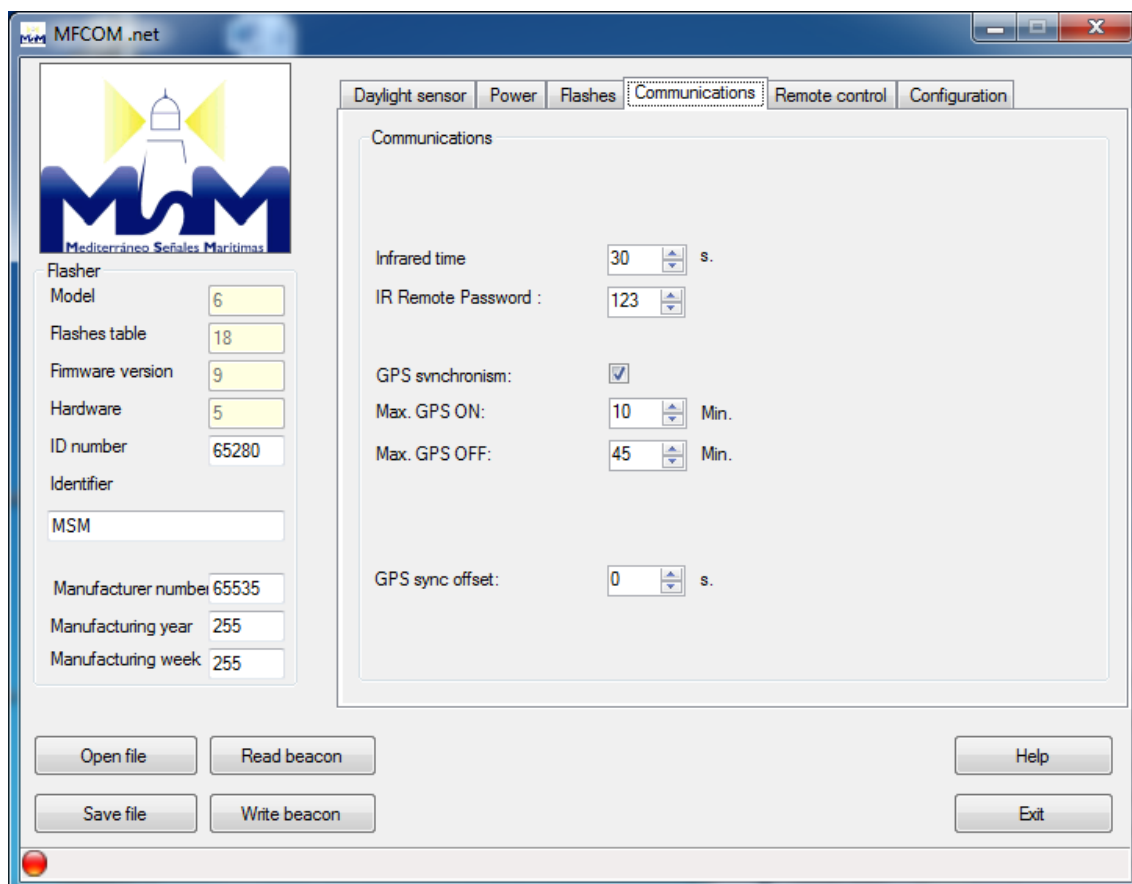 MFCOM .net
MSM
Mediterráneo Señales Marítimas
Flasher
Model 6
Flashes table 18
Firmware version 9
Hardware 5
ID number 65280
Identifier
MSM
Manufacturer number 65535
Manufacturing year 255
Manufacturing week 255
Daylight sensor Power Flashes Communications Remote control Configuration
Communications
Infrared time 30 s.
IR Remote Password : 123
GPS synchronism:
Max. GPS ON: 10 Min.
Max. GPS OFF: 45 Min.
GPS sync offset: 0 s.
Open file Read beacon Help
Save file Write beacon Exit